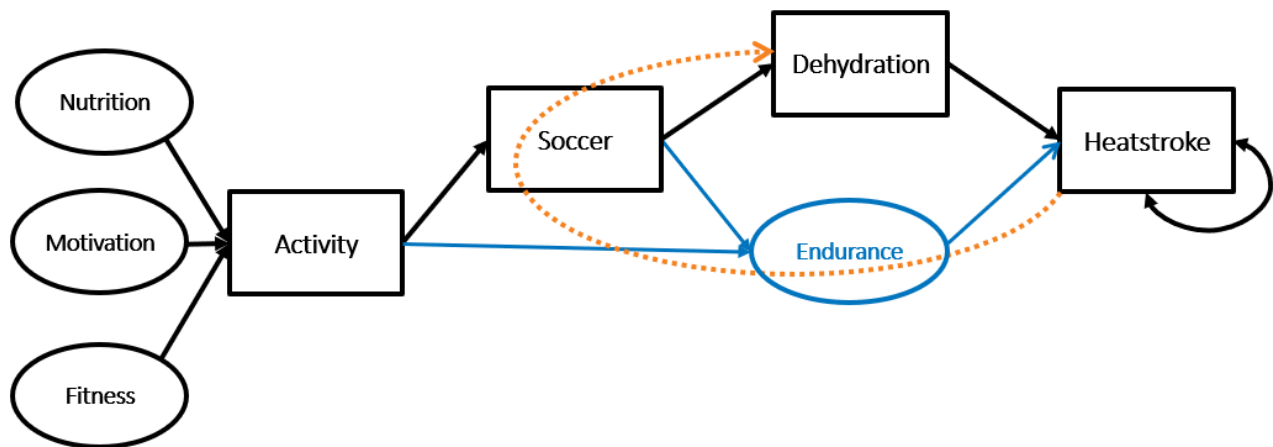 Nutrition
Motivation
Fitness
Activity
Soccer
Dehydration
Endurance
Heatstroke